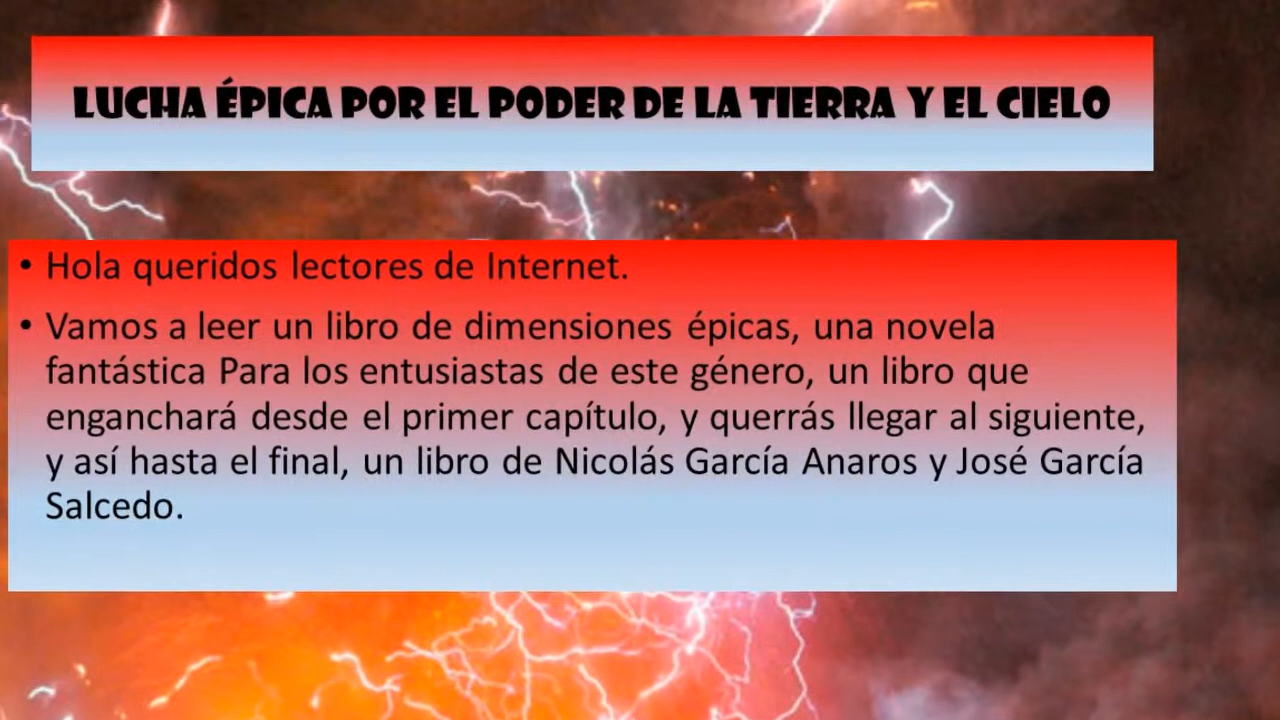 LUCHA ÉPICA POR EL PODER DE LA TIERRA Y EL CIELO
• Hola queridos lectores de Internet.
• Vamos a leer un libro de dimensiones épicas, una novela
fantástica Para los entusiastas de este género, un libro que
enganchará desde el primer capítulo, y querrás llegar al siguiente,
y así hasta el final, un libro de Nicolás García Anaros y José García
Salcedo.